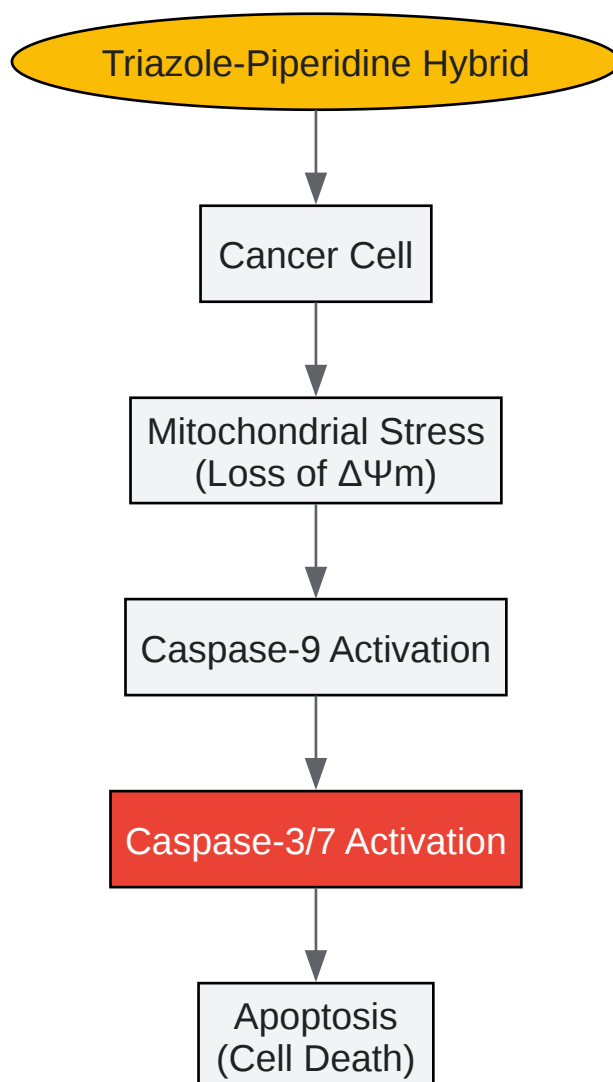 Triazole-Piperidine Hybrid
Cancer Cell
Mitochondrial Stress
(Loss of ΔΨm)
Caspase-9 Activation
Caspase-3/7 Activation
Apoptosis
(Cell Death)